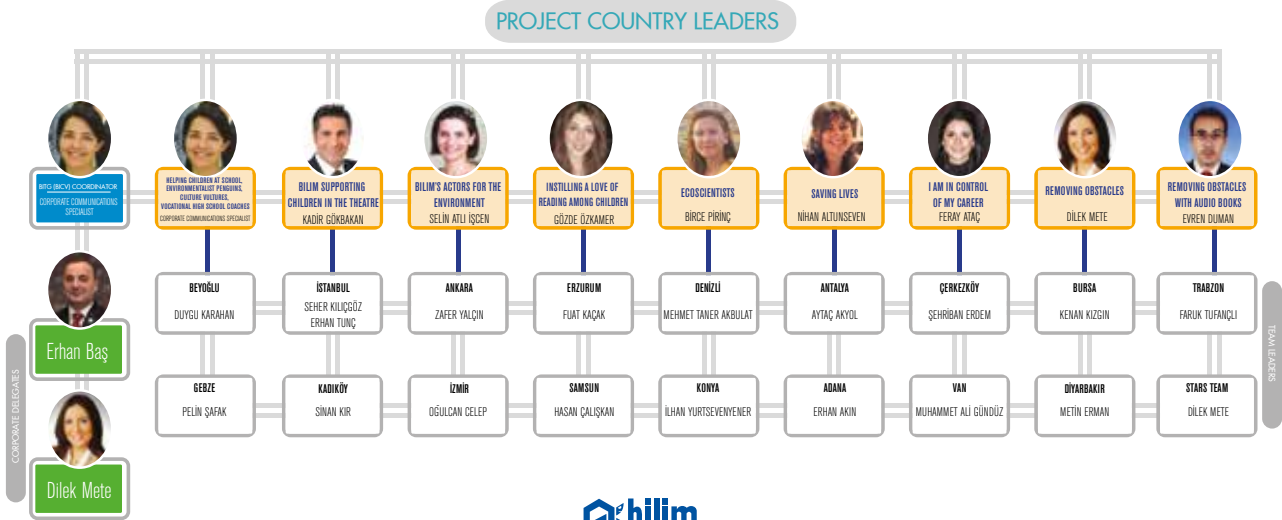 PROJECT COUNTRY LEADERS
BITG (BICV) COORDINATOR
CORPORATE COMMUNICATIONS
SPECIALIST
HELPING CHILDREN AT SCHOOL,
ENVIRONMENTALIST PENGUINS,
CULTURE VULTURES,
VOCATIONAL HIGH SCHOOL COACHES
CORPORATE COMMUNICATIONS SPECIALIST
BILIM SUPPORTING
CHILDREN IN THE THEATRE
KADİR GÖKBAKAN
BILIM'S ACTORS FOR THE
ENVIRONMENT
SELİN ATLI İŞCEN
INSTILLING A LOVE OF
READING AMONG CHILDREN
GÖZDE ÖZKAMER
ECOSCIENTISTS
BİRCE PİRİNÇ
SAVING LIVES
NİHAN ALTUNSEVEN
I AM IN CONTROL
OF MY CAREER
FERAY ATAÇ
REMOVING OBSTACLES
DİLEK METE
REMOVING OBSTACLES
WITH AUDIO BOOKS
EVREN DUMAN
BEYOĞLU
DUYGU KARAHAN
İSTANBUL
SEHER KILIÇGÖZ
ERHAN TUNÇ
ANKARA
ZAFER YALÇIN
ERZURUM
FUAT KAÇAK
DENİZLİ
MEHMET TANER AKBULAT
ANTALYA
AYTAÇ AKYOL
ÇERKEZKÖY
ŞEHRİBAN ERDEM
BURSA
KENAN KIZGIN
TRABZON
FARUK TUFANÇLI
Erhan Baş
GEBZE
PELİN ŞAFAK
KADIKÖY
SİNAN KIR
İZMİR
OĞULCAN CELEP
SAMSUN
HASAN ÇALIŞKAN
KONYA
İLHAN YURTSEVENYENER
ADANA
ERHAN AKIN
VAN
MUHAMMET ALİ GÜNDÜZ
DİYARBAKIR
METİN ERMAN
STARS TEAM
DİLEK METE
Dilek Mete
CORPORATE DELEGATES
TEAM LEADERS
bilim